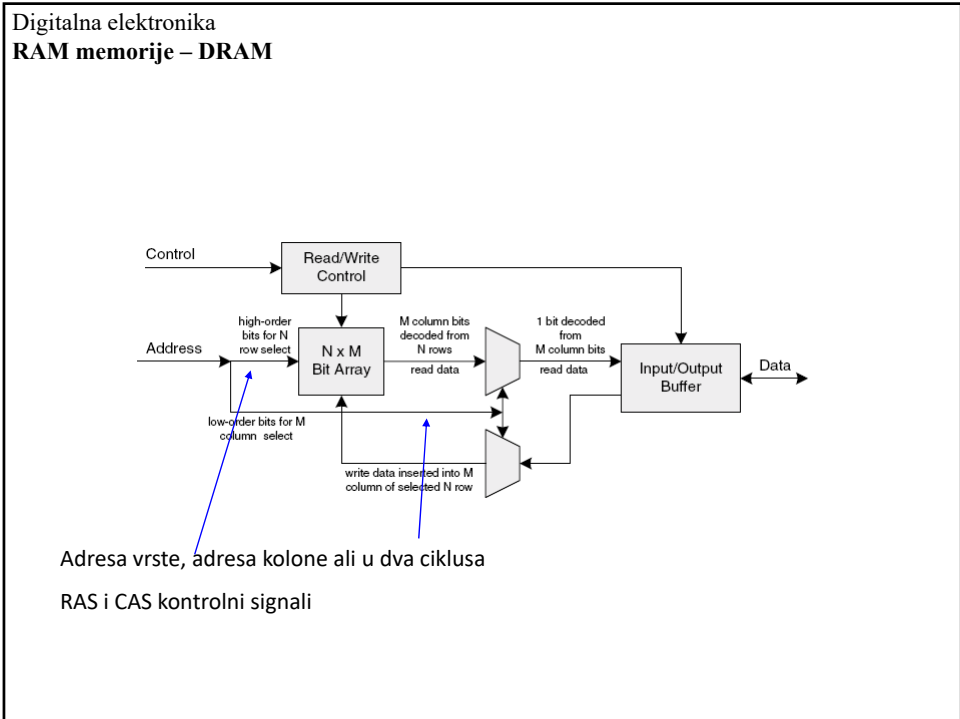 Digitalna elektronika
RAM memorije – DRAM
Control
Read/Write
Control
Address
high-order
bits for N
row select
N x M
Bit Array
M column bits
decoded from
N rows
read data
1 bit decoded
from
M column bits
read data
Input/Output
Buffer
Data
low-order bits for M
column select
write data inserted into M
column of selected N row
Adresa vrste, adresa kolone ali u dva ciklusa
RAS i CAS kontrolni signali